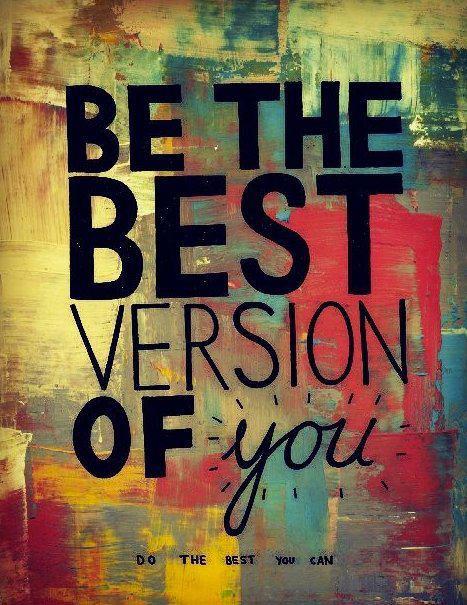 BE THE
BEST
VERSION
OF you
DO THE BEST YOU CAN